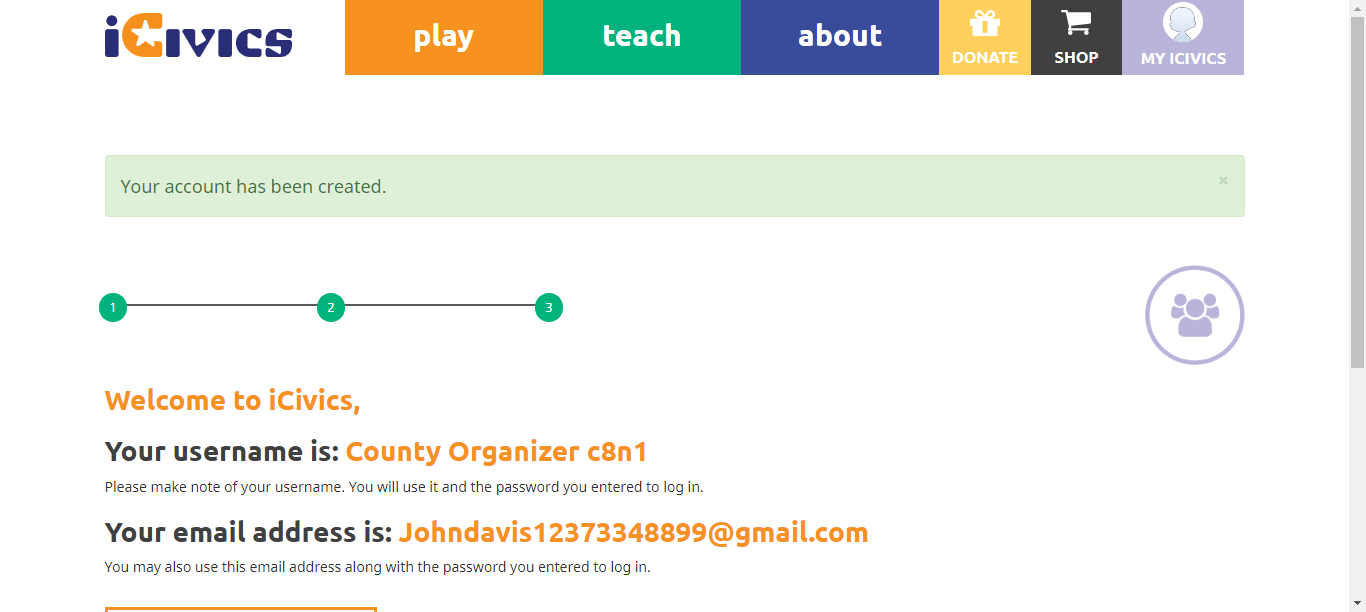 iCivics
play
teach
about
DONATE
SHOP
MY ICIVICS
Your account has been created.
×
1
2
3
Welcome to iCivics,
Your username is: County Organizer c8n1
Please make note of your username. You will use it and the password you entered to log in.
Your email address is: Johndavis12373348899@gmail.com
You may also use this email address along with the password you entered to log in.